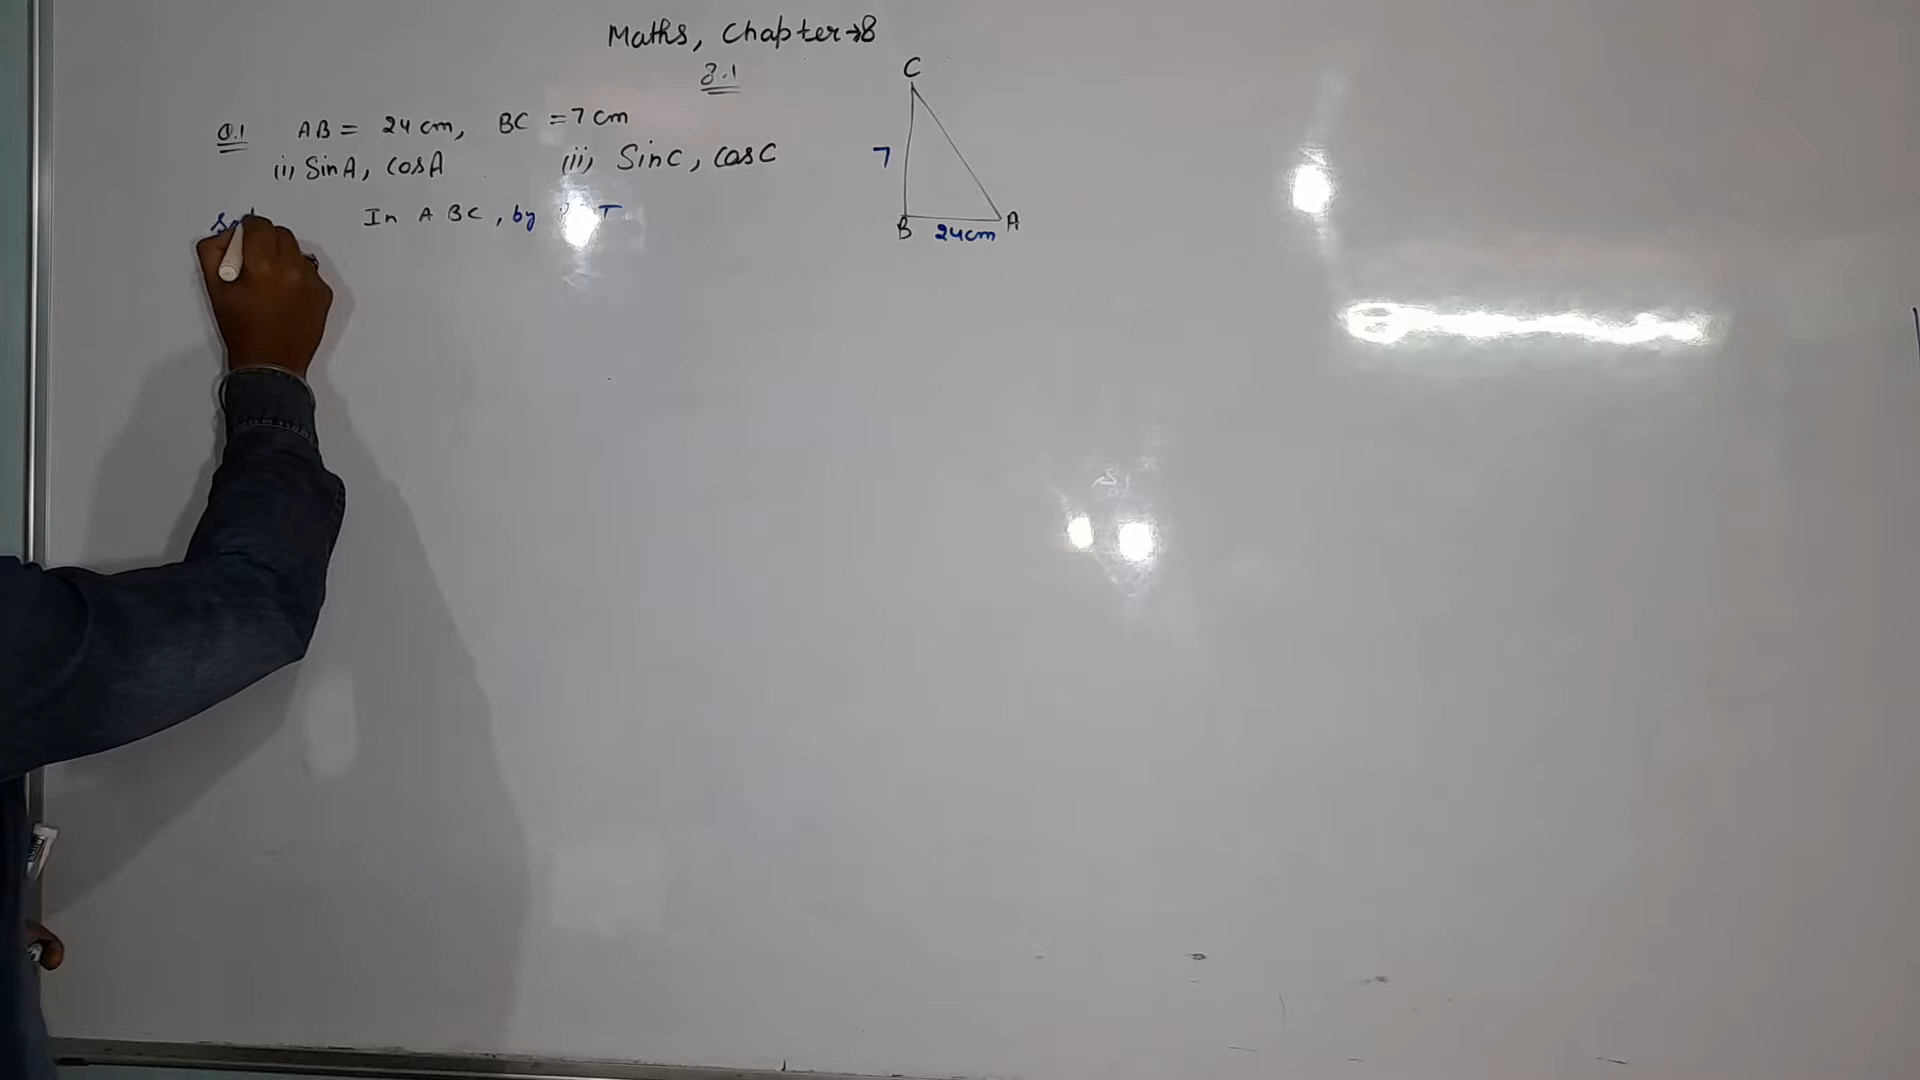 Maths, Chapter→8
8.1
Q.1 AB = 24 cm, BC = 7 cm
(i) SinA, cosA (ii) SinC, cosC
In A BC, by T
C
7
B 24cm A